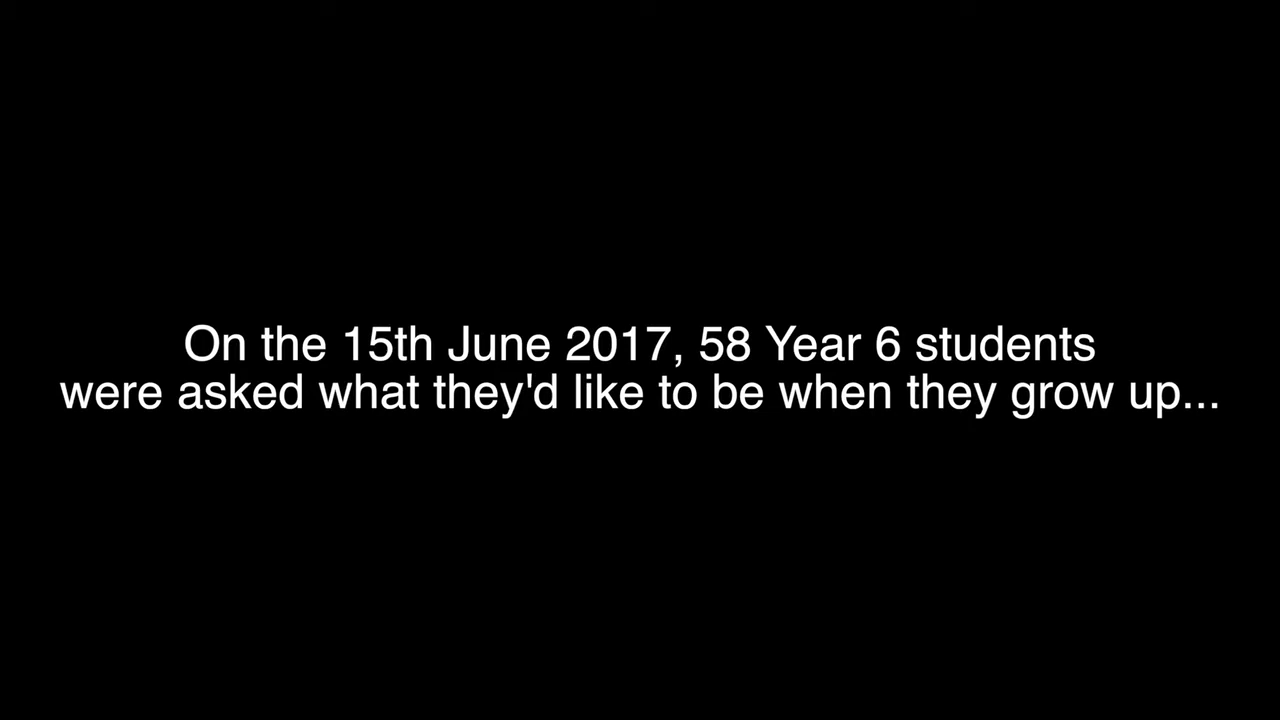 On the 15th June 2017, 58 Year 6 students
were asked what they'd like to be when they grow up...